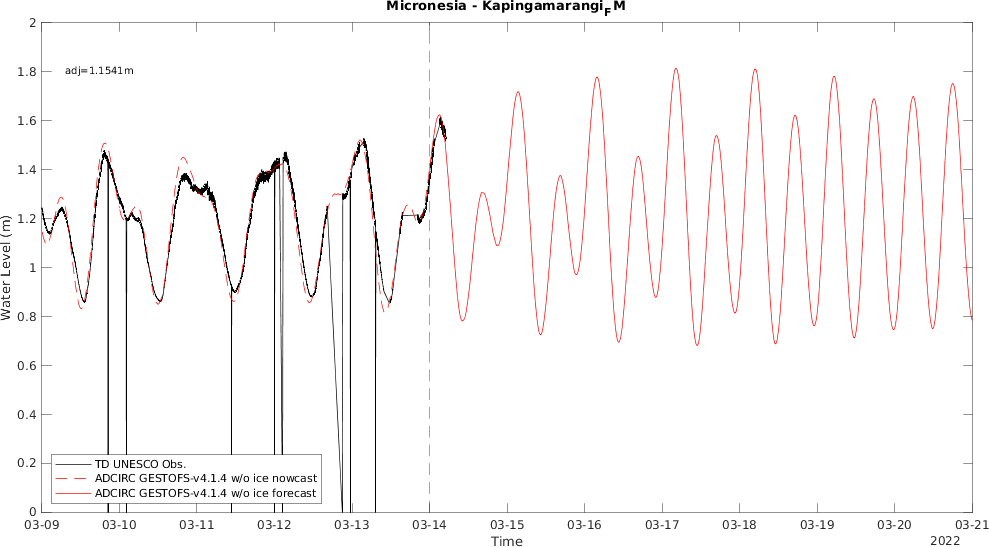 Micronesia - KapingamarangiFM
2
1.8
adj=1.1541m
1.6
1.4
1.2
1
0.8
0.6
0.4
0.2
0
Water Level (m)
TD UNESCO Obs.
ADCIRC GESTOFS-v4.1.4 w/o ice nowcast
ADCIRC GESTOFS-v4.1.4 w/o ice forecast
03-09 03-10 03-11 03-12 03-13 03-14 03-15 03-16 03-17 03-18 03-19 03-20 03-21
Time
2022